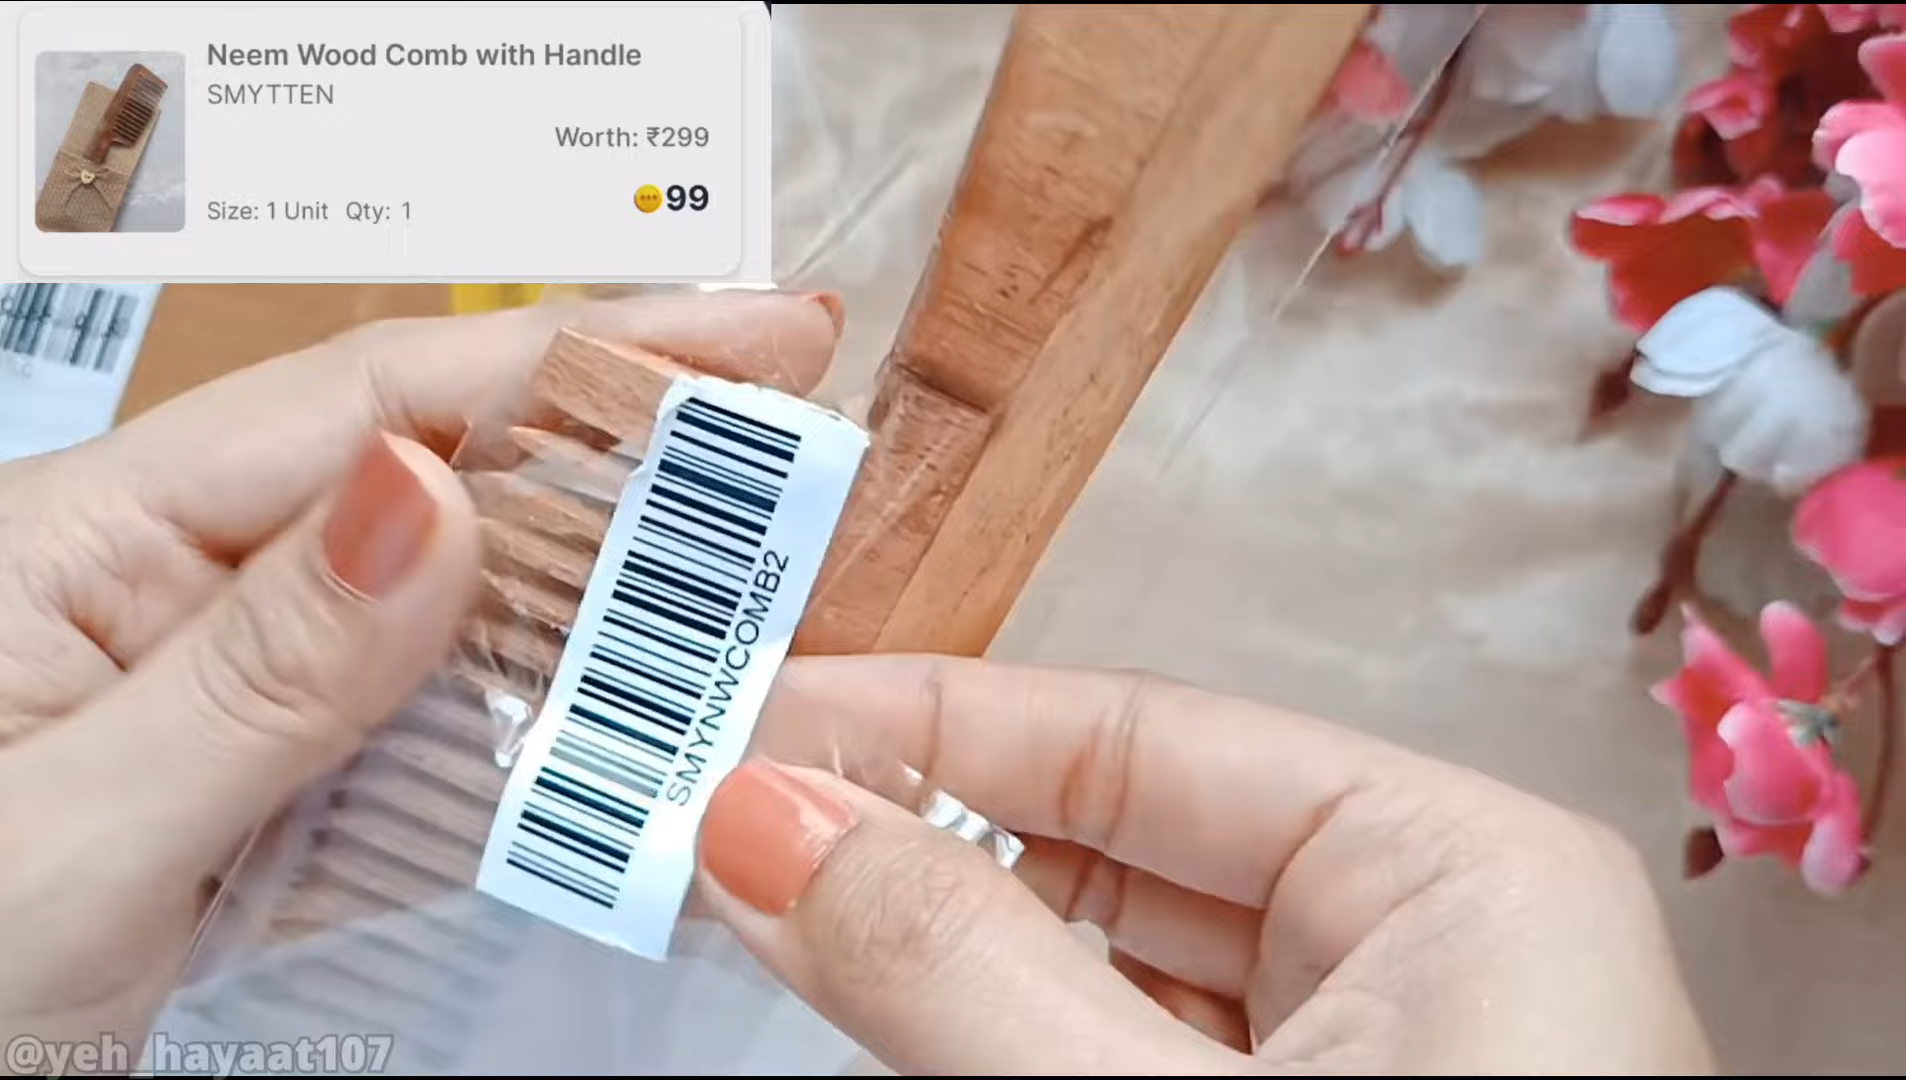 Neem Wood Comb with Handle
SMYTTEN
Worth: ₹299
99
Size: 1 Unit Qty: 1
SMYNWCOMB2
@yeh_hayaat107